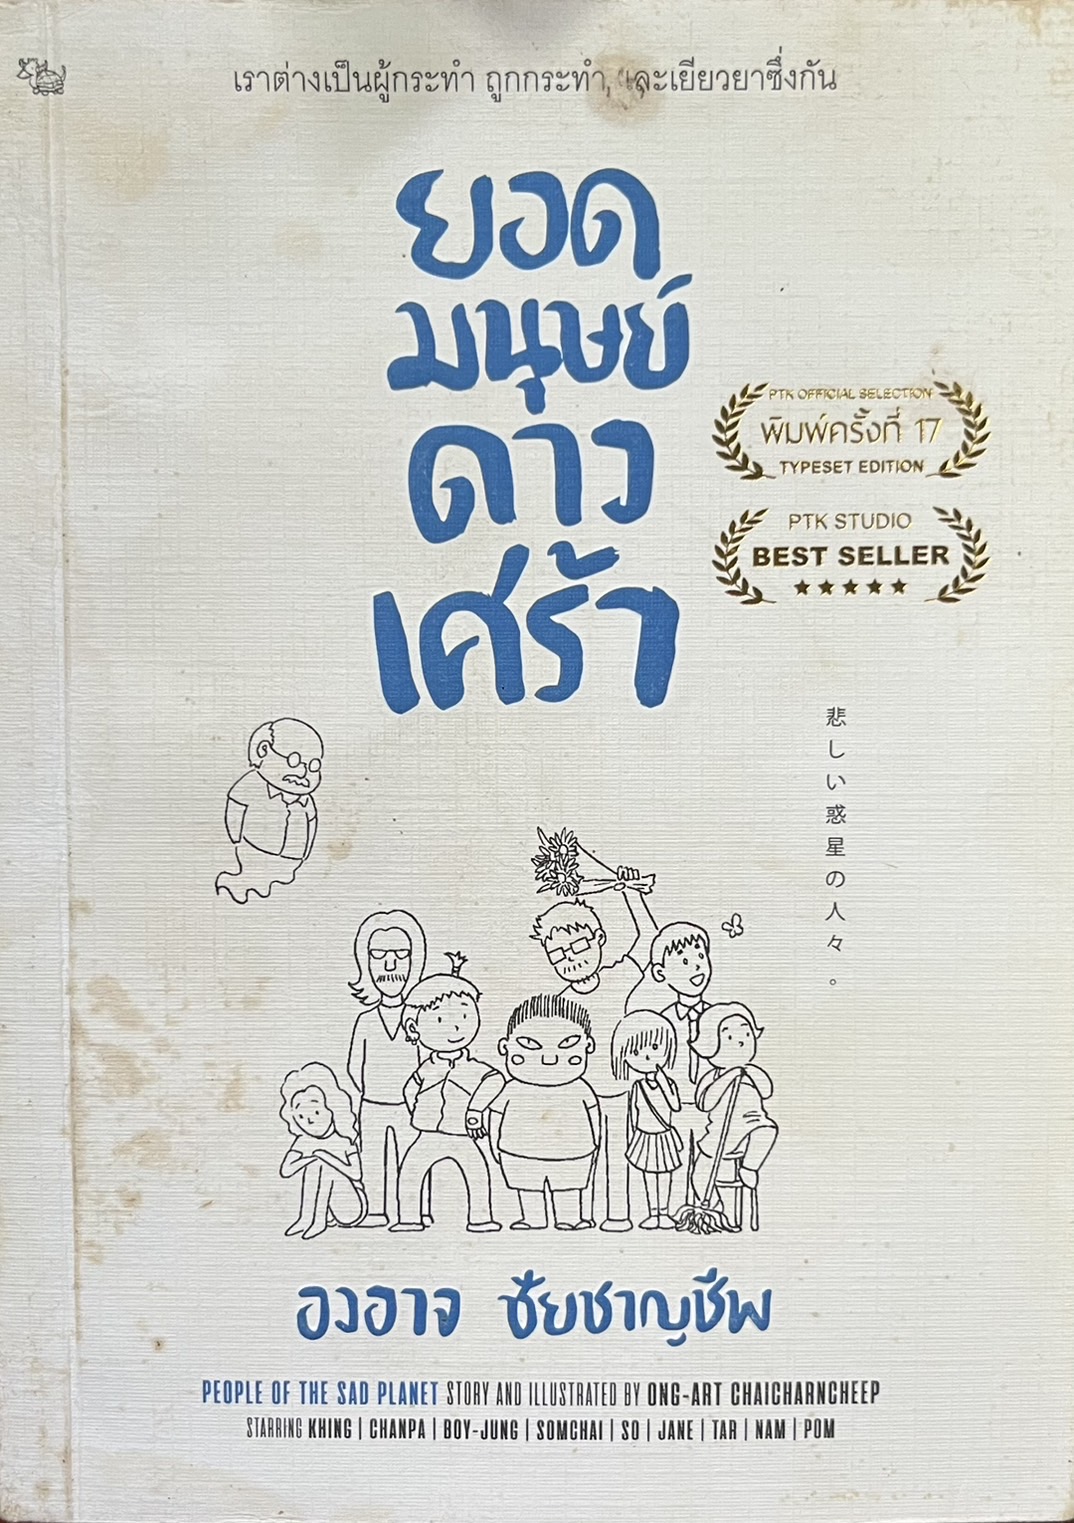 เราต่างเป็นผู้กระทำ ถูกกระทำ, และเยียวยาซึ่งกัน
ยอด
มนุษย์
ดาว
เศร้า
PTK OFFICIAL SELECTION
พิมพ์ครั้งที่ 17
TYPESET EDITION
PTK STUDIO
BEST SELLER
悲しい惑星の人々。
องอาจ ชัยชาญชีพ
PEOPLE OF THE SAD PLANET STORY AND ILLUSTRATED BY ONG-ART CHAICHARNCHEEP
STARRING KHING | CHANPA | BOY-JUNG | SOMCHAI | SO | JANE | TAR | NAM | POM